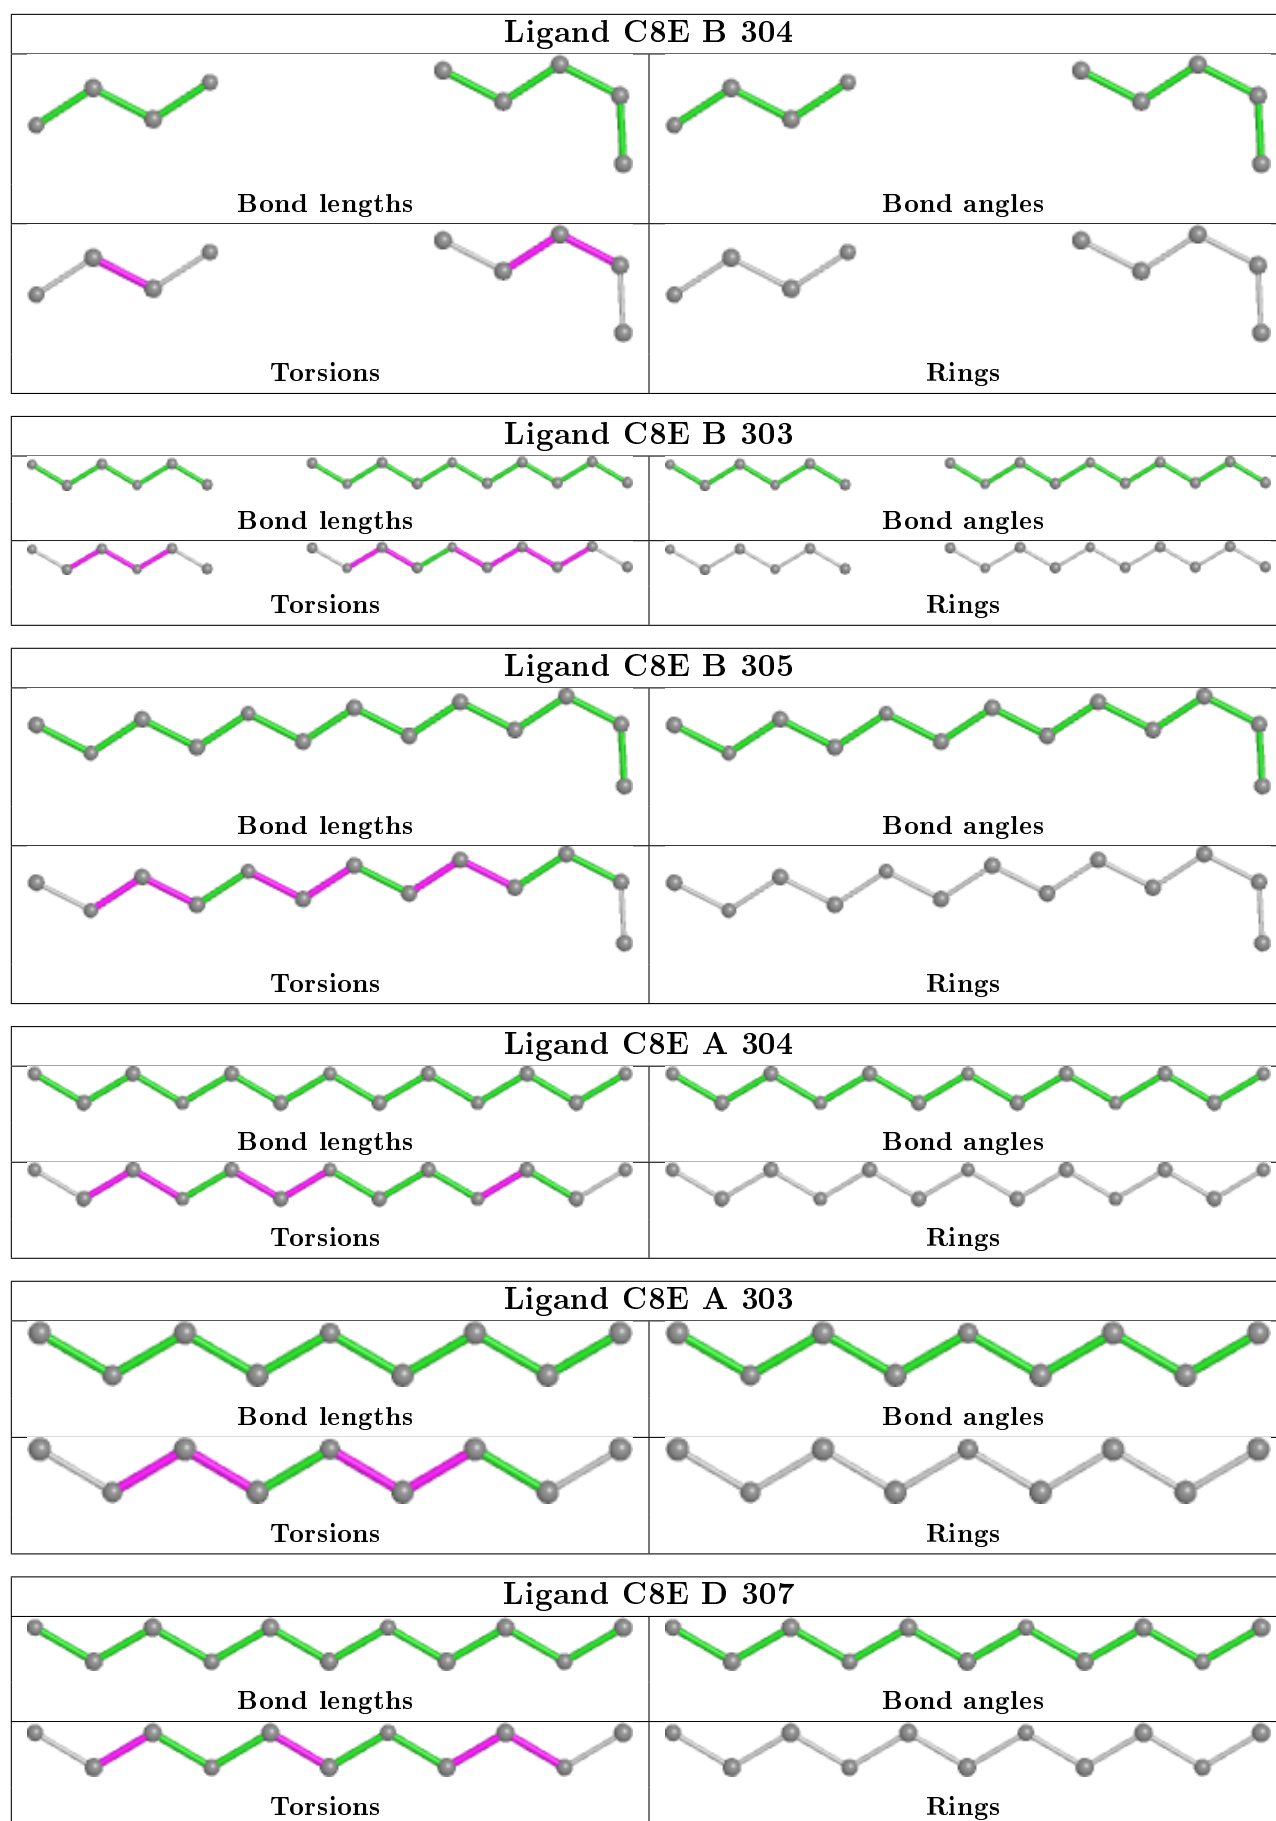 Ligand C8E B 304
Bond lengths Bond angles
Torsions Rings
Ligand C8E B 303
Bond lengths Bond angles
Torsions Rings
Ligand C8E B 305
Bond lengths Bond angles
Torsions Rings
Ligand C8E A 304
Bond lengths Bond angles
Torsions Rings
Ligand C8E A 303
Bond lengths Bond angles
Torsions Rings
Ligand C8E D 307
Bond lengths Bond angles
Torsions Rings